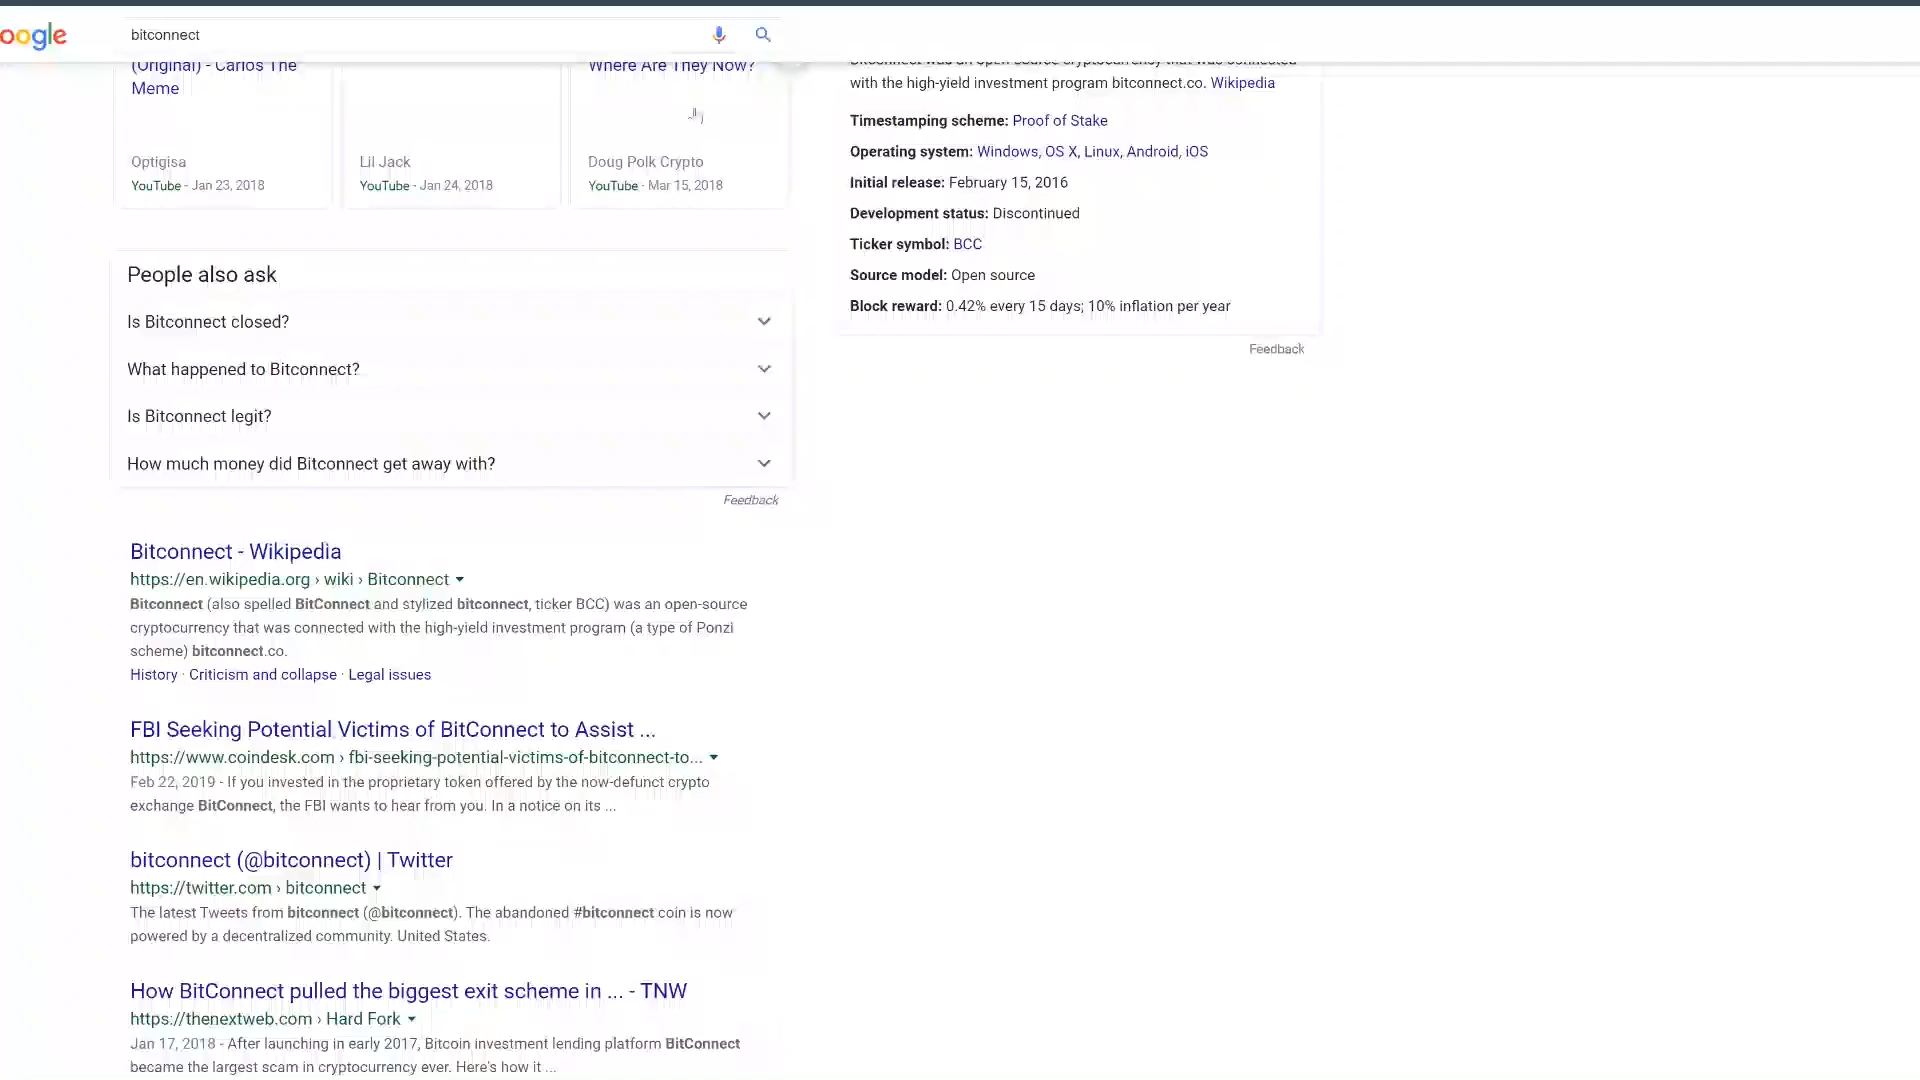 oogle
bitconnect
(Original) - Carlos The
Meme
Where Are They Now?
Optigisa
YouTube - Jan 23, 2018
Lil Jack
YouTube - Jan 24, 2018
Doug Polk Crypto
YouTube - Mar 15, 2018
People also ask
Is Bitconnect closed?
What happened to Bitconnect?
Is Bitconnect legit?
How much money did Bitconnect get away with?
Feedback
Bitconnect - Wikipedia
https://en.wikipedia.org › wiki › Bitconnect
Bitconnect (also spelled BitConnect and stylized bitconnect, ticker BCC) was an open-source
cryptocurrency that was connected with the high-yield investment program (a type of Ponzi
scheme) bitconnect.co.
History · Criticism and collapse · Legal issues
FBI Seeking Potential Victims of BitConnect to Assist ...
https://www.coindesk.com › fbi-seeking-potential-victims-of-bitconnect-to...
Feb 22, 2019 - If you invested in the proprietary token offered by the now-defunct crypto
exchange BitConnect, the FBI wants to hear from you. In a notice on its ...
bitconnect (@bitconnect) | Twitter
https://twitter.com › bitconnect
The latest Tweets from bitconnect (@bitconnect). The abandoned #bitconnect coin is now
powered by a decentralized community. United States.
How BitConnect pulled the biggest exit scheme in ... - TNW
https://thenextweb.com › Hard Fork
Jan 17, 2018 - After launching in early 2017, Bitcoin investment lending platform BitConnect
became the largest scam in cryptocurrency ever. Here's how it ...
BitConnect was an open-source cryptocurrency that was connected
with the high-yield investment program bitconnect.co. Wikipedia
Timestamping scheme: Proof of Stake
Operating system: Windows, OS X, Linux, Android, iOS
Initial release: February 15, 2016
Development status: Discontinued
Ticker symbol: BCC
Source model: Open source
Block reward: 0.42% every 15 days; 10% inflation per year
Feedback